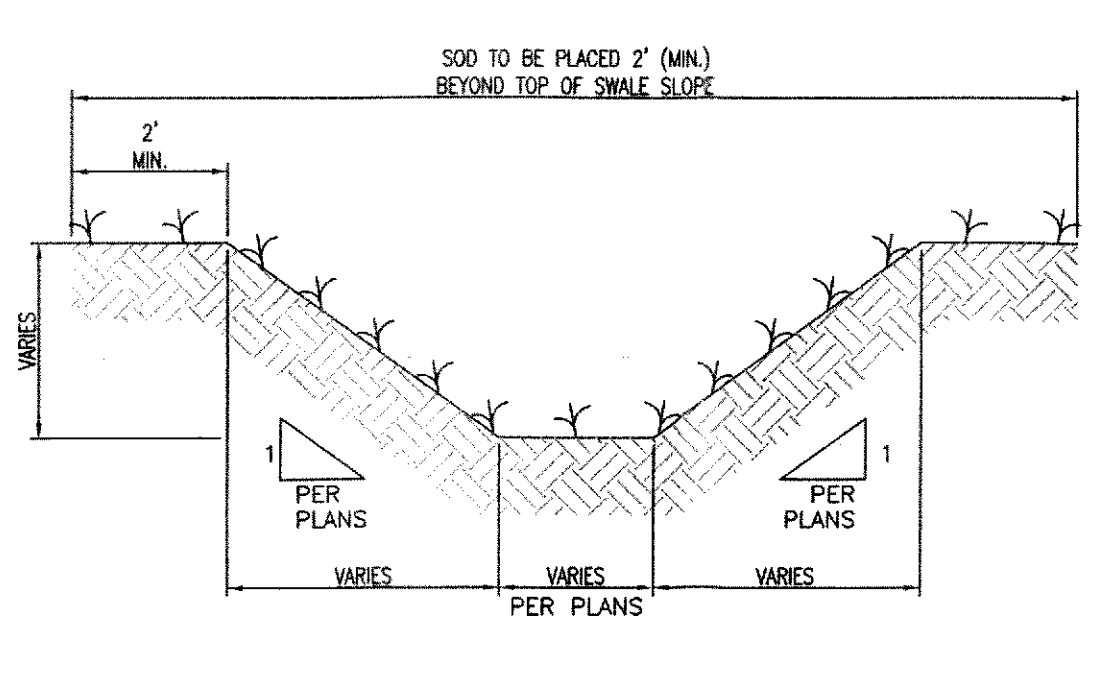 SOD TO BE PLACED 2' (MIN.)
BEYOND TOP OF SWALE SLOPE
2'
MIN.
VARIES
1
PER
PLANS
1
PER
PLANS
VARIES
VARIES
VARIES
PER PLANS